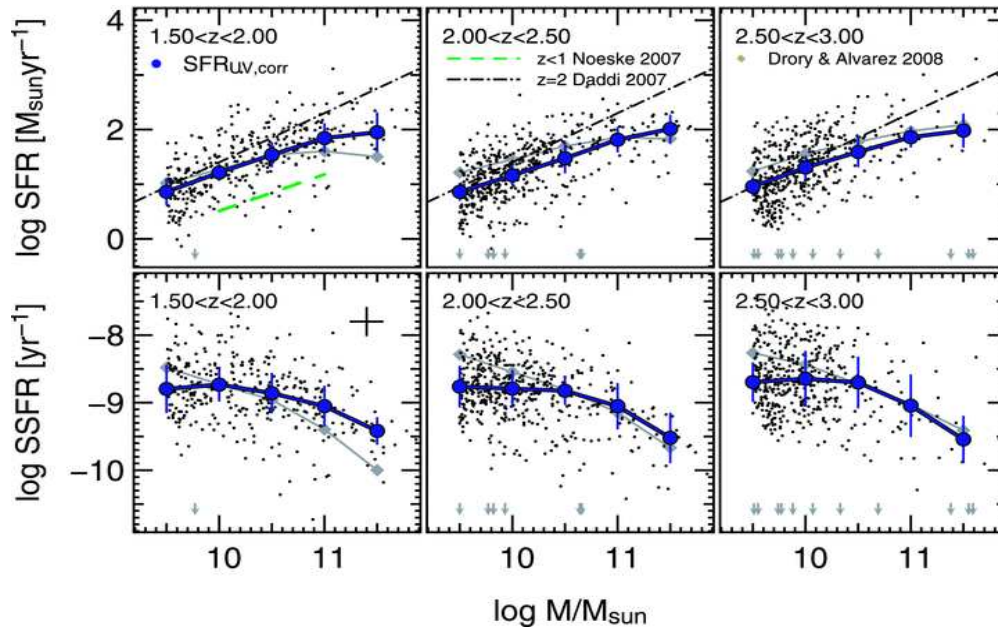 log SFR [Msunyr−1]
4
2
0
1.50<z<2.00
SFRUV,corr
2.00<z<2.50
z<1 Noeske 2007
z=2 Daddi 2007
2.50<z<3.00
Drory & Alvarez 2008
log SSFR [yr−1]
−8
−9
−10
1.50<z<2.00
2.00<z<2.50
2.50<z<3.00
10 11 10 11 10 11
log M/Msun